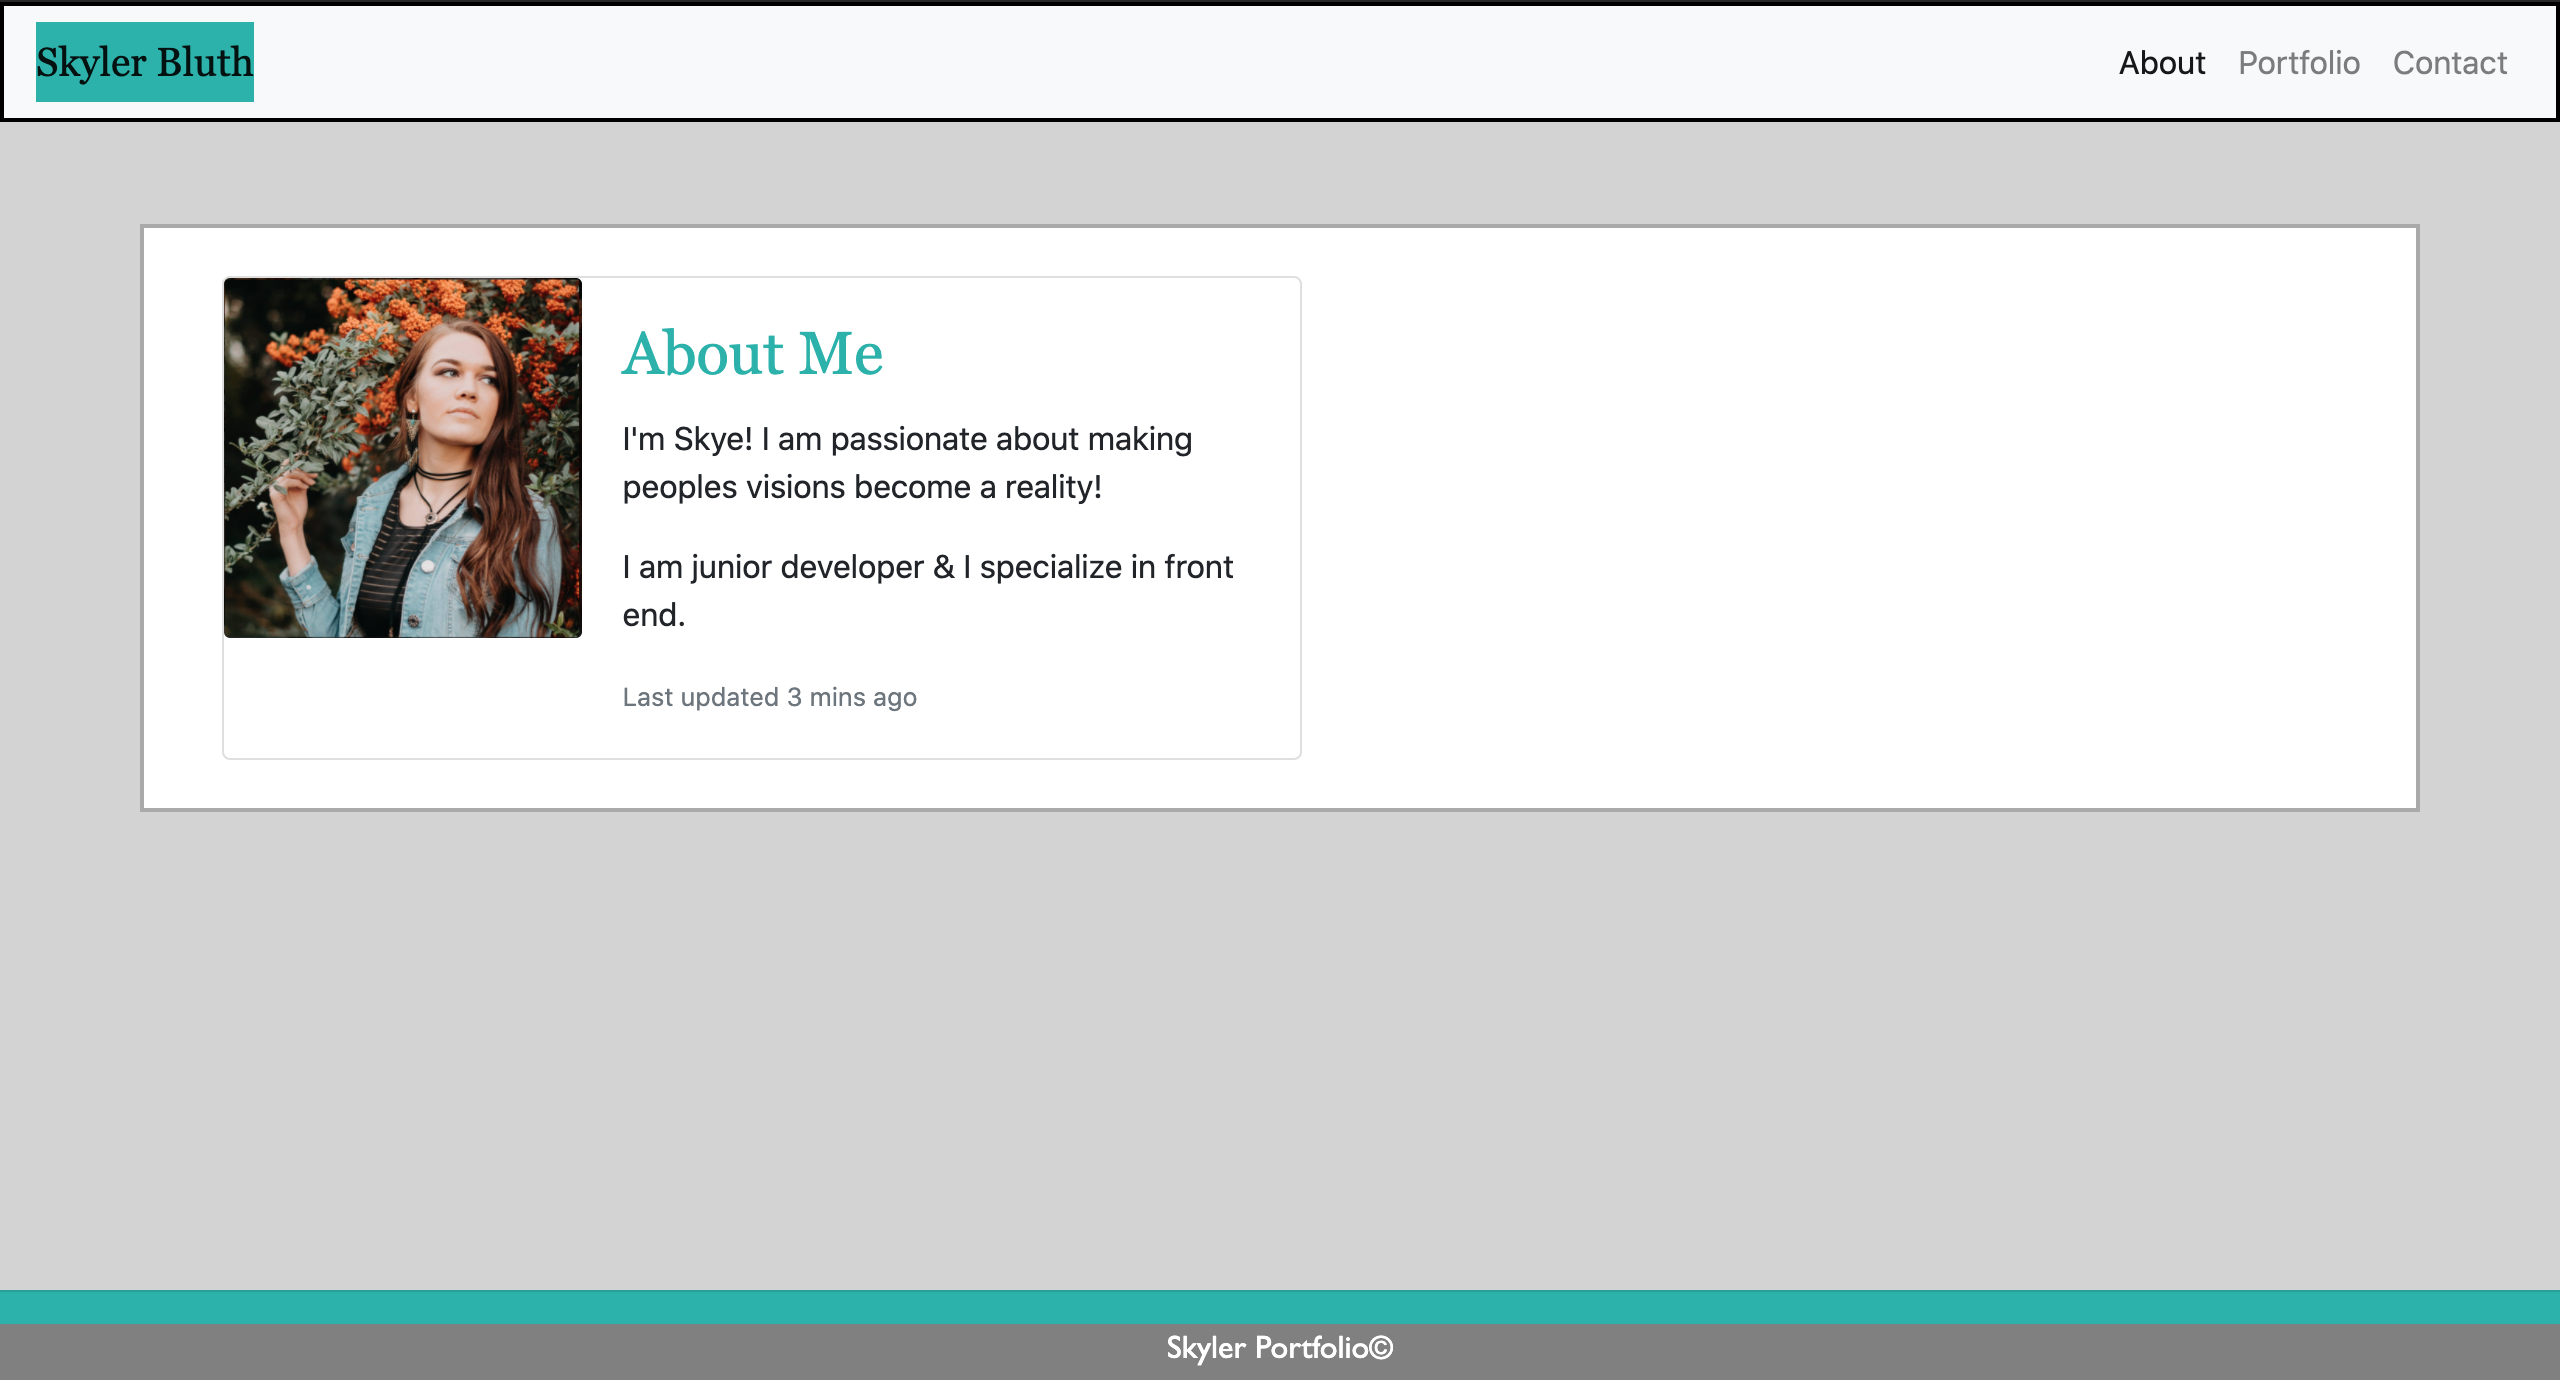 Skyler Bluth
About Portfolio Contact
About Me
I'm Skye! I am passionate about making
peoples visions become a reality!
I am junior developer & I specialize in front
end.
Last updated 3 mins ago
Skyler Portfolio©